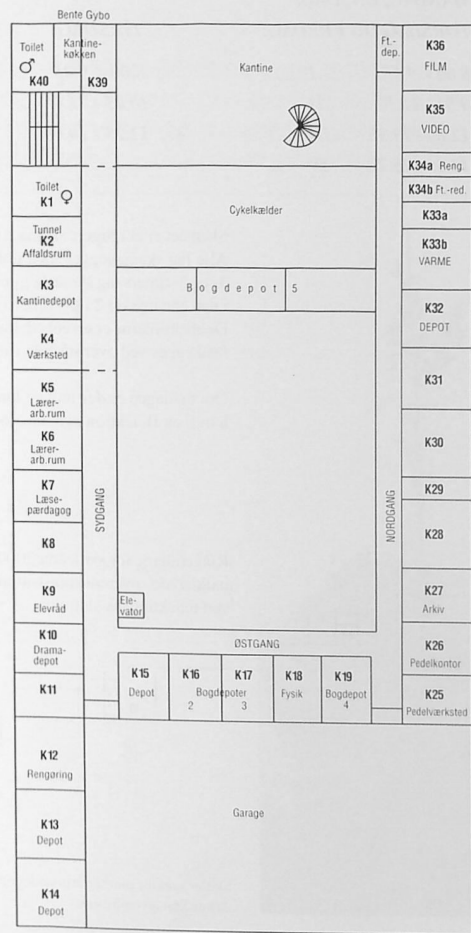 Bente Gybo
Toilet
♂
K40
Kantine-
køkken
K39
Kantine
Ft.-
dep.
K36
FILM
K35
VIDEO
K34a Reng.
K34b Ft.-red.
K33a
K33b
VARME
K32
DEPOT
K31
K30
K29
K28
K27
Arkiv
K26
Pedelkontor
K25
Pedelværksted
Toilet
K1 ♀
Tunnel
K2
Affaldsrum
K3
Kantinedepot
K4
Værksted
K5
Lærer-
arb.rum
K6
Lærer-
arb.rum
K7
Læse-
pærdagog
K8
K9
Elevråd
K10
Drama-
depot
K11
K12
Rengøring
K13
Depot
K14
Depot
Cykelkælder
Bogdepot 5
SYDGANG
NORDGANG
Ele-
vator
ØSTGANG
K15
Depot
K16 K17
Bogdepoter
2 3
K18
Fysik
K19
Bogdepot
4
Garage